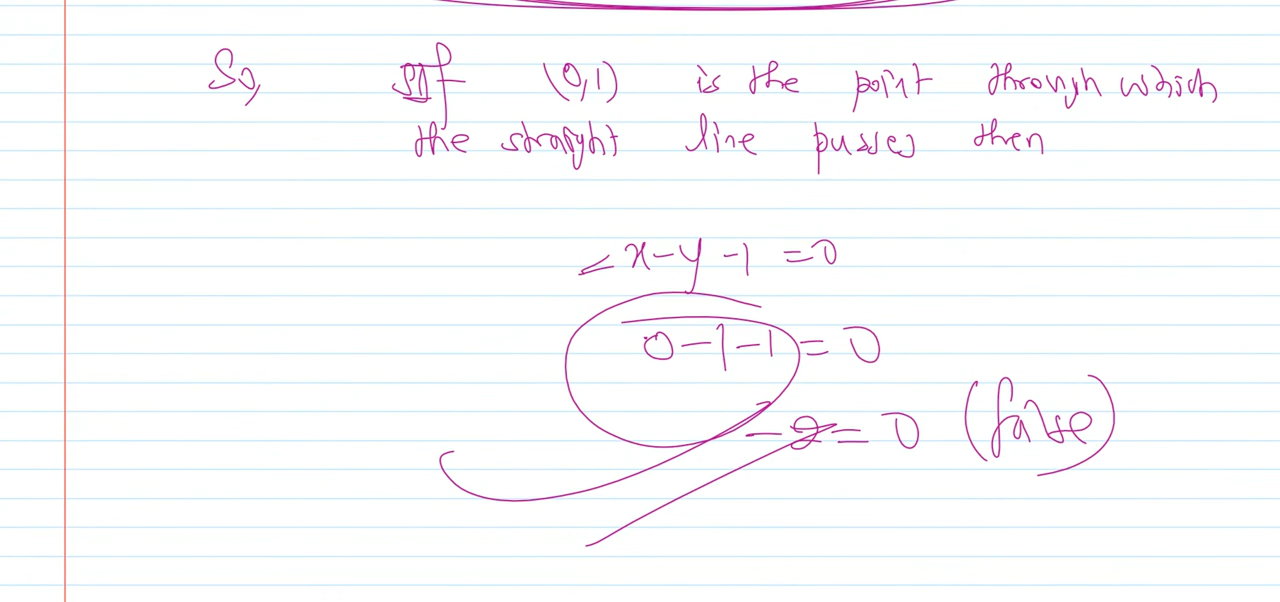 So, If (0,1) is the point through which
the straight line passes then
x-y-1=0
0-1-1=0
-2=0 (false)